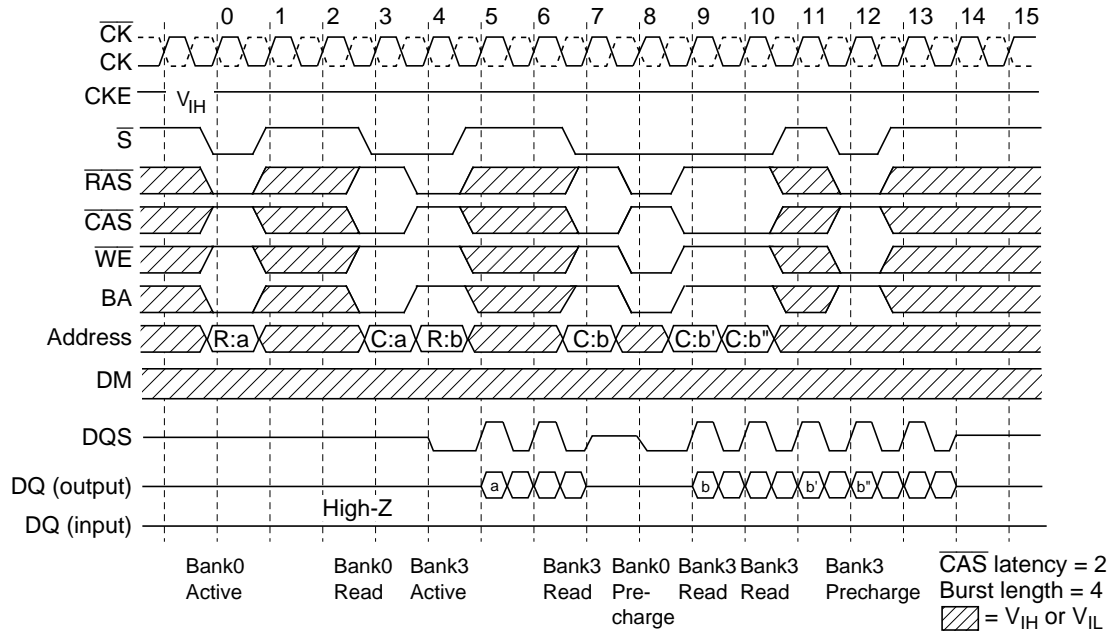 0 1 2 3 4 5 6 7 8 9 10 11 12 13 14 15
CK
CK
CKE
VIH
S
RAS
CAS
WE
BA
Address R:a C:a R:b C:b C:b' C:b"
DM
DQS
DQ (output) a b b' b"
High-Z
DQ (input)
Bank0 Bank0 Bank3 Bank3 Bank0 Bank3 Bank3 Bank3
Active Read Active Read Pre- Read Read Precharge
charge
CAS latency = 2
Burst length = 4
= VIH or VIL